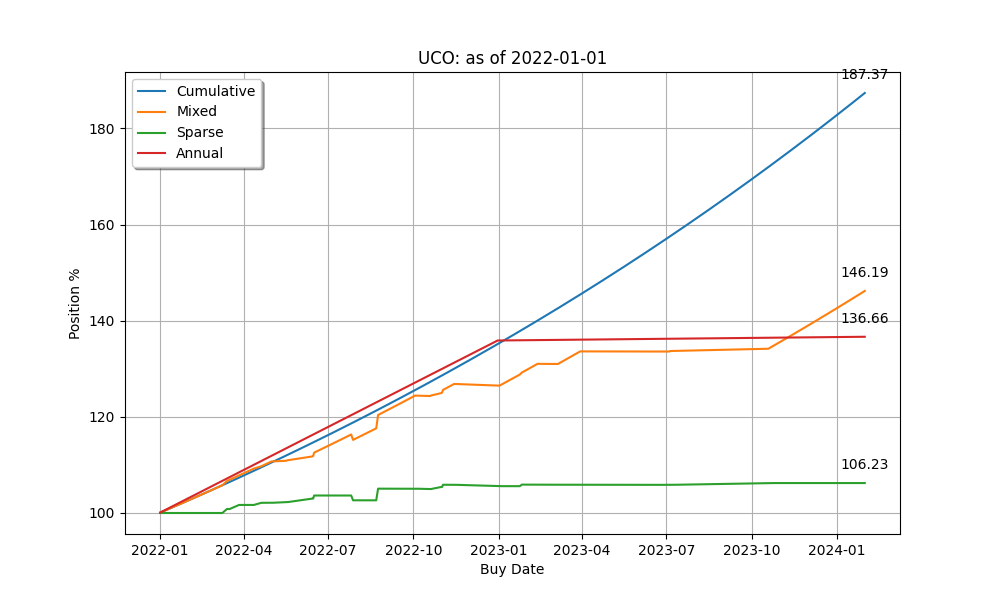 UCO: as of 2022-01-01
187.37
Cumulative
Mixed
Sparse
Annual
180
160
146.19
140
136.66
120
106.23
100
Position %
2022-01 2022-04 2022-07 2022-10 2023-01 2023-04 2023-07 2023-10 2024-01
Buy Date